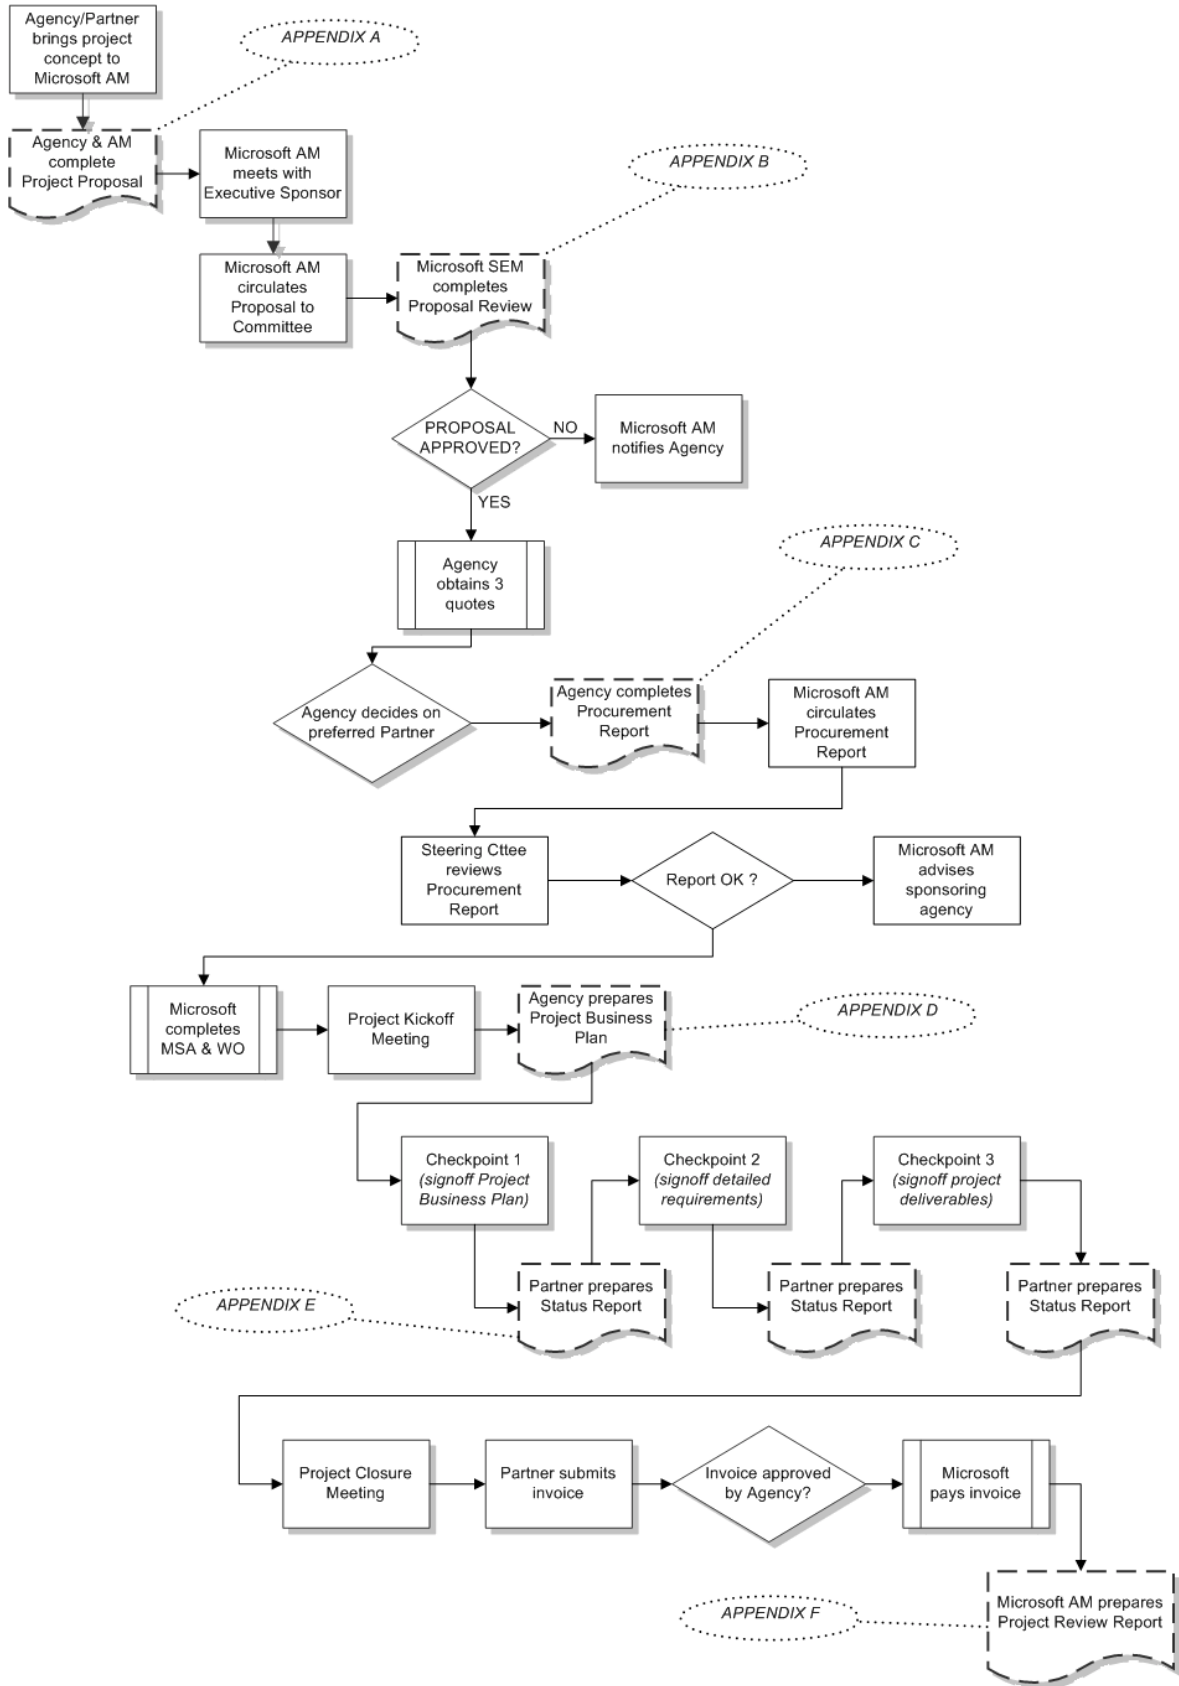 Agency/Partner
brings project
concept to
Microsoft AM
APPENDIX A
Agency & AM
complete
Project Proposal
Microsoft AM
meets with
Executive Sponsor
APPENDIX B
Microsoft AM
circulates
Proposal to
Committee
Microsoft SEM
completes
Proposal Review
PROPOSAL
APPROVED?
NO
Microsoft AM
notifies Agency
YES
Agency
obtains 3
quotes
APPENDIX C
Agency decides on
preferred Partner
Agency completes
Procurement
Report
Microsoft AM
circulates
Procurement
Report
Steering Cttee
reviews
Procurement
Report
Report OK ?
Microsoft AM
advises
sponsoring
agency
Microsoft
completes
MSA & WO
Project Kickoff
Meeting
Agency prepares
Project Business
Plan
APPENDIX D
Checkpoint 1
(signoff Project
Business Plan)
Checkpoint 2
(signoff detailed
requirements)
Checkpoint 3
(signoff project
deliverables)
APPENDIX E
Partner prepares
Status Report
Partner prepares
Status Report
Partner prepares
Status Report
Project Closure
Meeting
Partner submits
invoice
Invoice approved
by Agency?
Microsoft
pays invoice
APPENDIX F
Microsoft AM prepares
Project Review Report